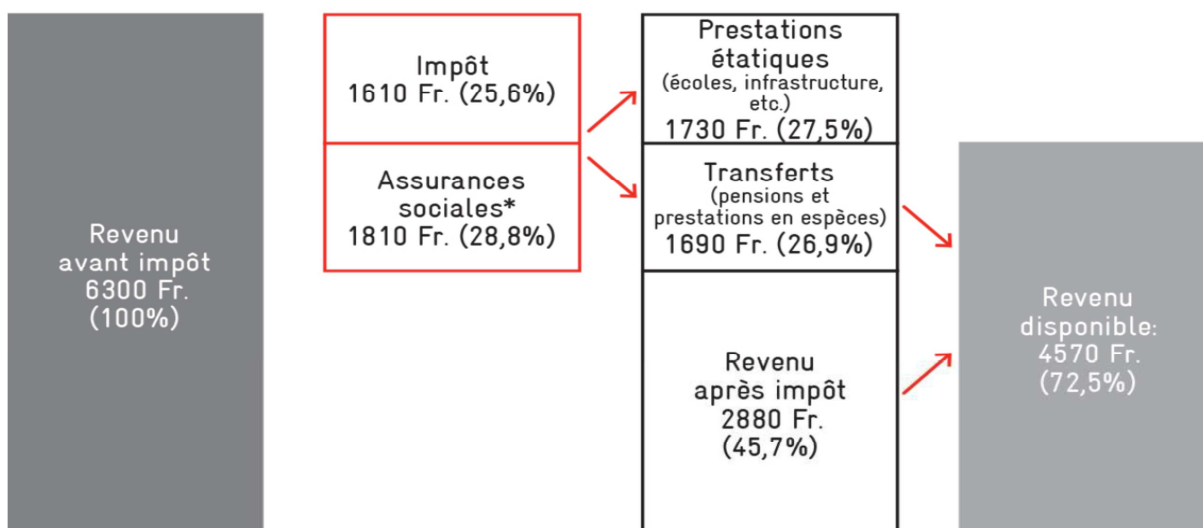 Revenu
avant impôt
6300 Fr.
(100%)
Impôt
1610 Fr. (25,6%)
Assurances
sociales*
1810 Fr. (28,8%)
Prestations
étatiques
(écoles, infrastructure,
etc.)
1730 Fr. (27,5%)
Transferts
(pensions et
prestations en espèces)
1690 Fr. (26,9%)
Revenu
après impôt
2880 Fr.
(45,7%)
Revenu
disponible:
4570 Fr.
(72,5%)